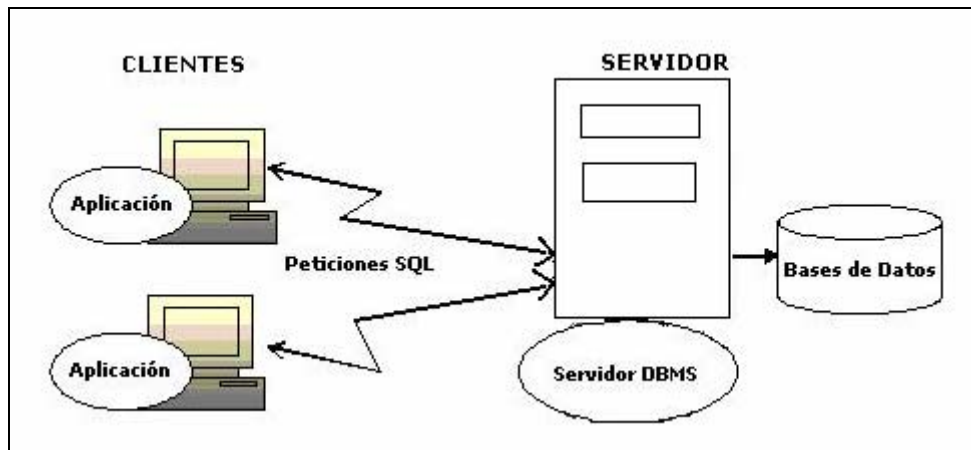 CLIENTES
SERVIDOR
Aplicación
Peticiones SQL
Bases de Datos
Aplicación
Servidor DBMS